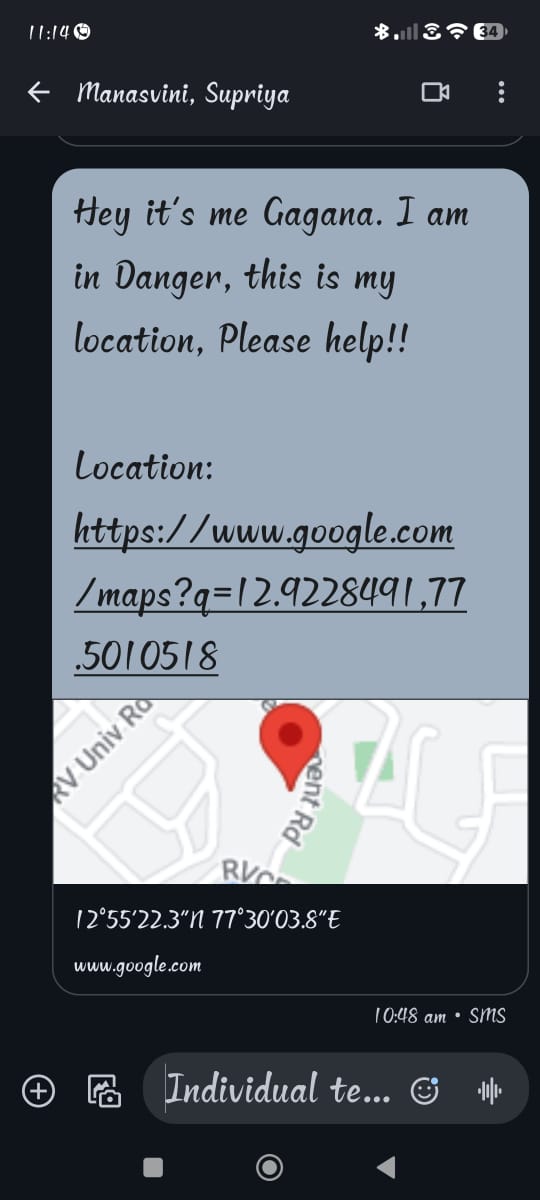 11:14
34
Manasvini, Supriya
Hey it's me Gagana. I am
in Danger, this is my
location, Please help!!
Location:
https://www.google.com
/maps?q=12.9228491,77
.5010518
RV Univ Rd
ent Rd
RVC
12°55'22.3"N 77°30'03.8"E
www.google.com
10:48 am • SMS
Individual te...